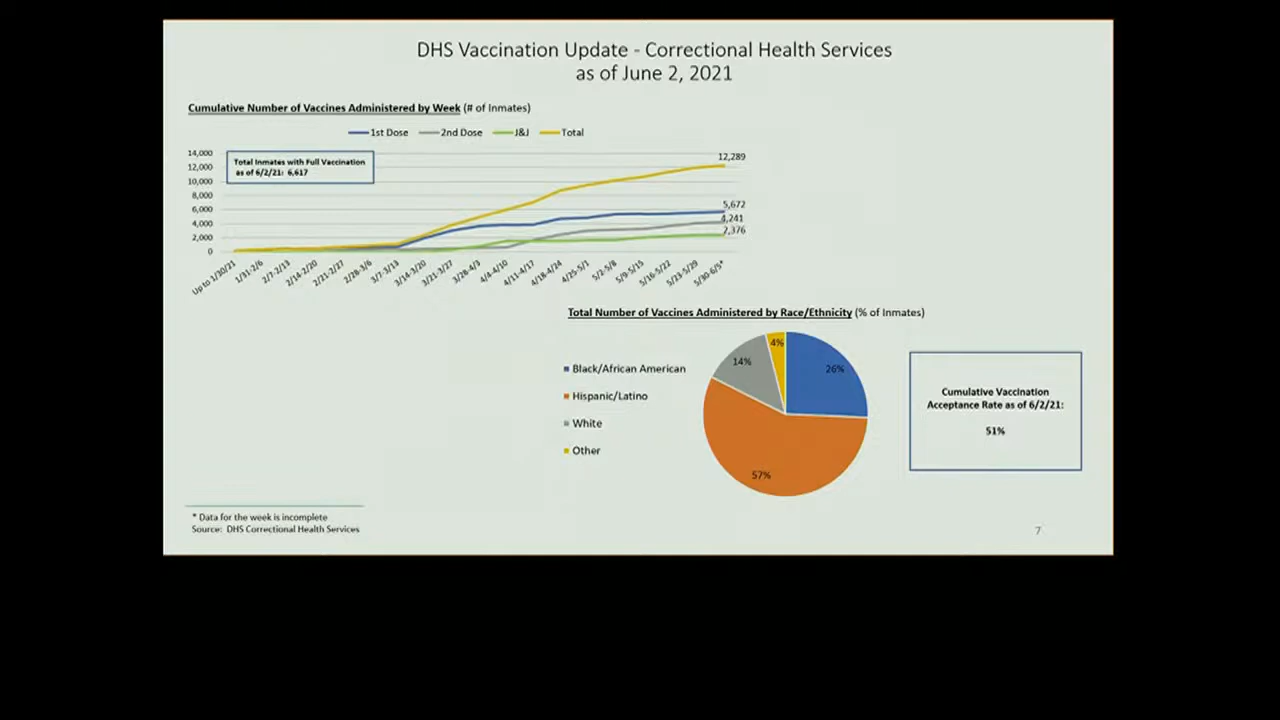 DHS Vaccination Update - Correctional Health Services
as of June 2, 2021
Cumulative Number of Vaccines Administered by Week (# of Inmates)
1st Dose 2nd Dose J&J Total
14,000
12,000
10,000
8,000
6,000
4,000
2,000
0
Total Inmates with Full Vaccination
as of 6/2/21: 6,617
12,289
5,672
4,241
2,376
Up to 1/30/21
1/31-2/6
2/7-2/13
2/14-2/20
2/21-2/27
2/28-3/6
3/7-3/13
3/14-3/20
3/21-3/27
3/28-4/3
4/4-4/10
4/11-4/17
4/18-4/24
4/25-5/1
5/2-5/8
5/9-5/15
5/16-5/22
5/23-5/29
5/30-6/5*
Total Number of Vaccines Administered by Race/Ethnicity (% of Inmates)
Black/African American
Hispanic/Latino
White
Other
4%
14%
26%
57%
Cumulative Vaccination
Acceptance Rate as of 6/2/21:
51%
* Data for the week is incomplete
Source: DHS Correctional Health Services
7